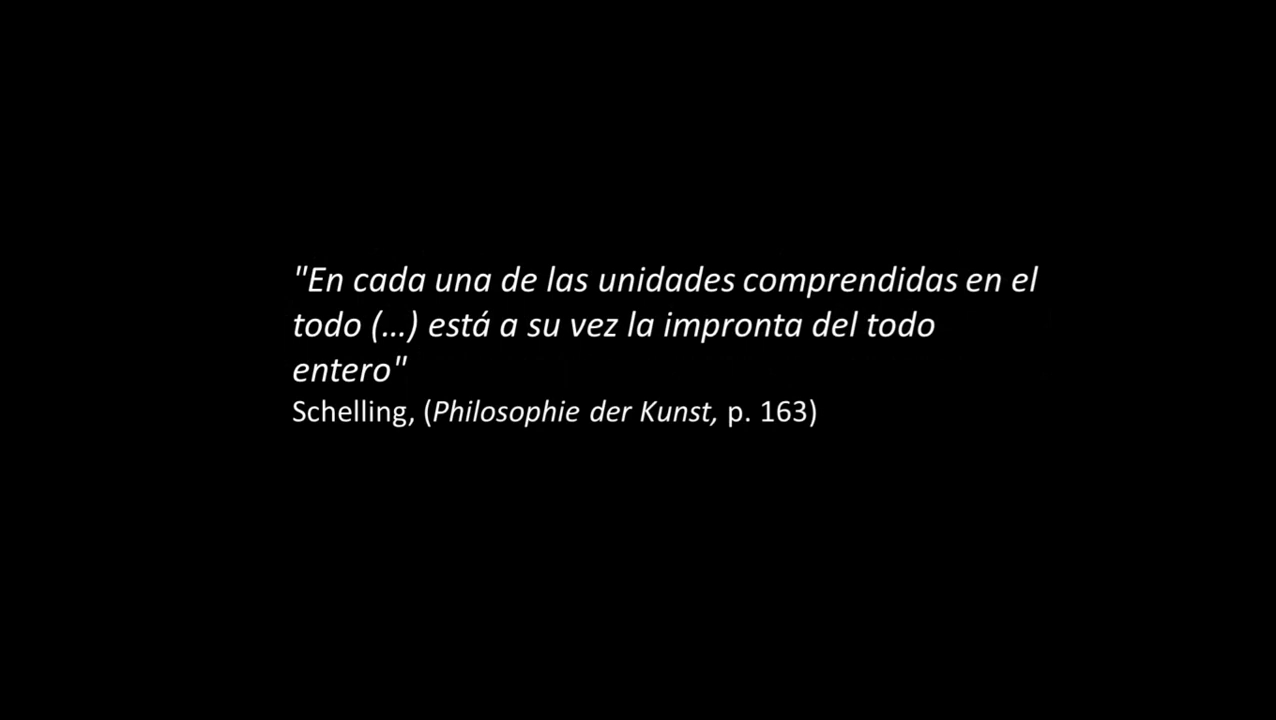 "En cada una de las unidades comprendidas en el
todo (...) está a su vez la impronta del todo
entero"
Schelling, (Philosophie der Kunst, p. 163)